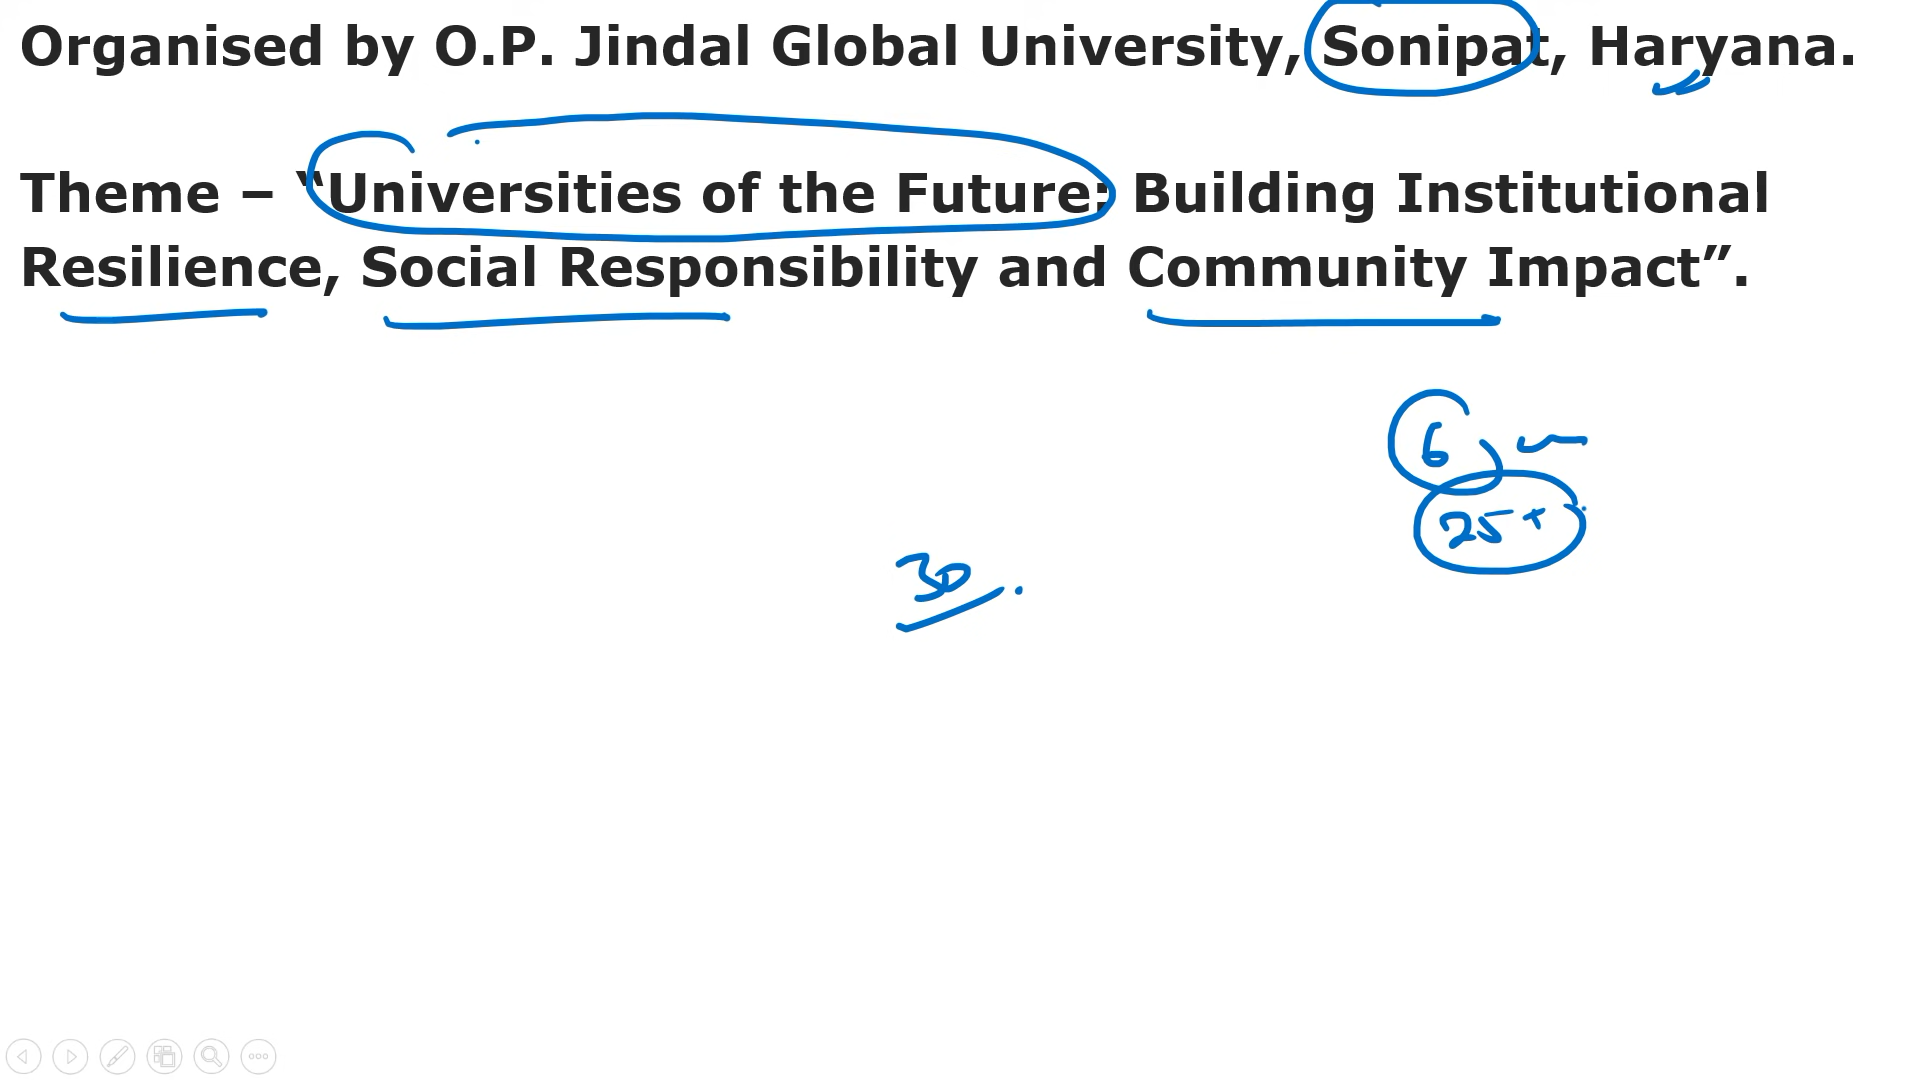 Organised by O.P. Jindal Global University, Sonipat, Haryana.
Theme – “Universities of the Future: Building Institutional
Resilience, Social Responsibility and Community Impact”.
6
25+
30